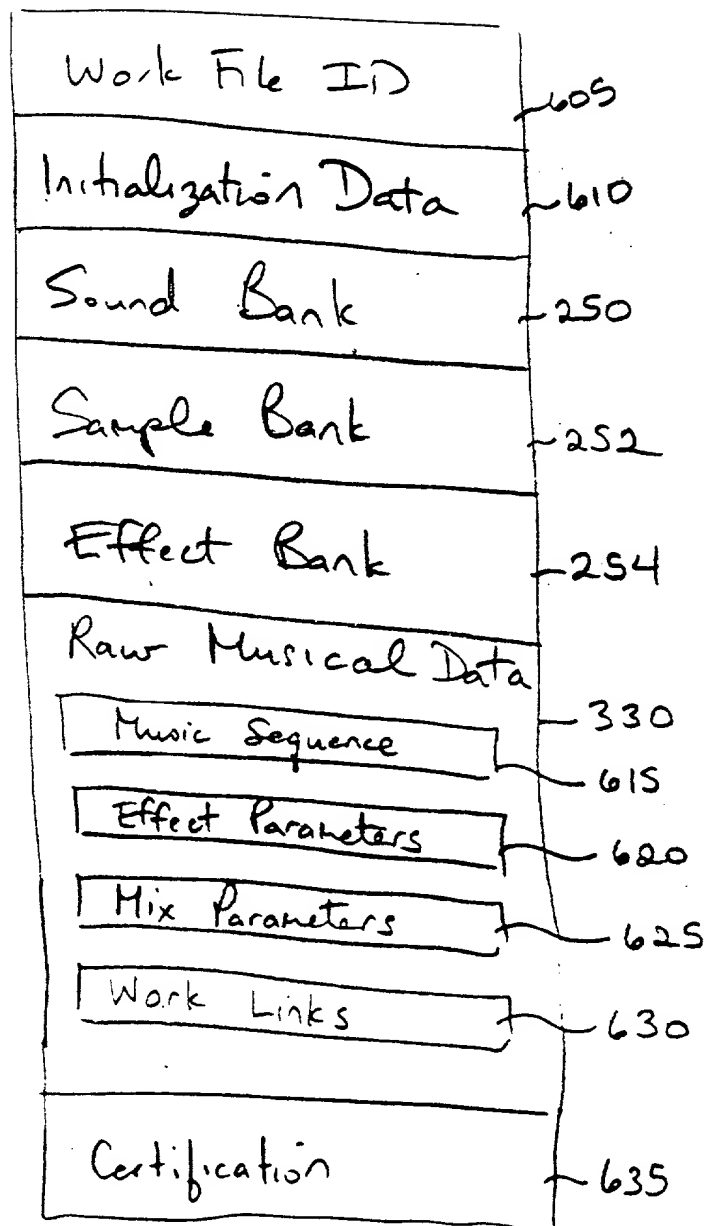 Work File ID
605
Initialization Data
610
Sound Bank
250
Sample Bank
252
Effect Bank
254
Raw Musical Data
330
Music Sequence
615
Effect Parameters
620
Mix Parameters
625
Work Links
630
Certification
635